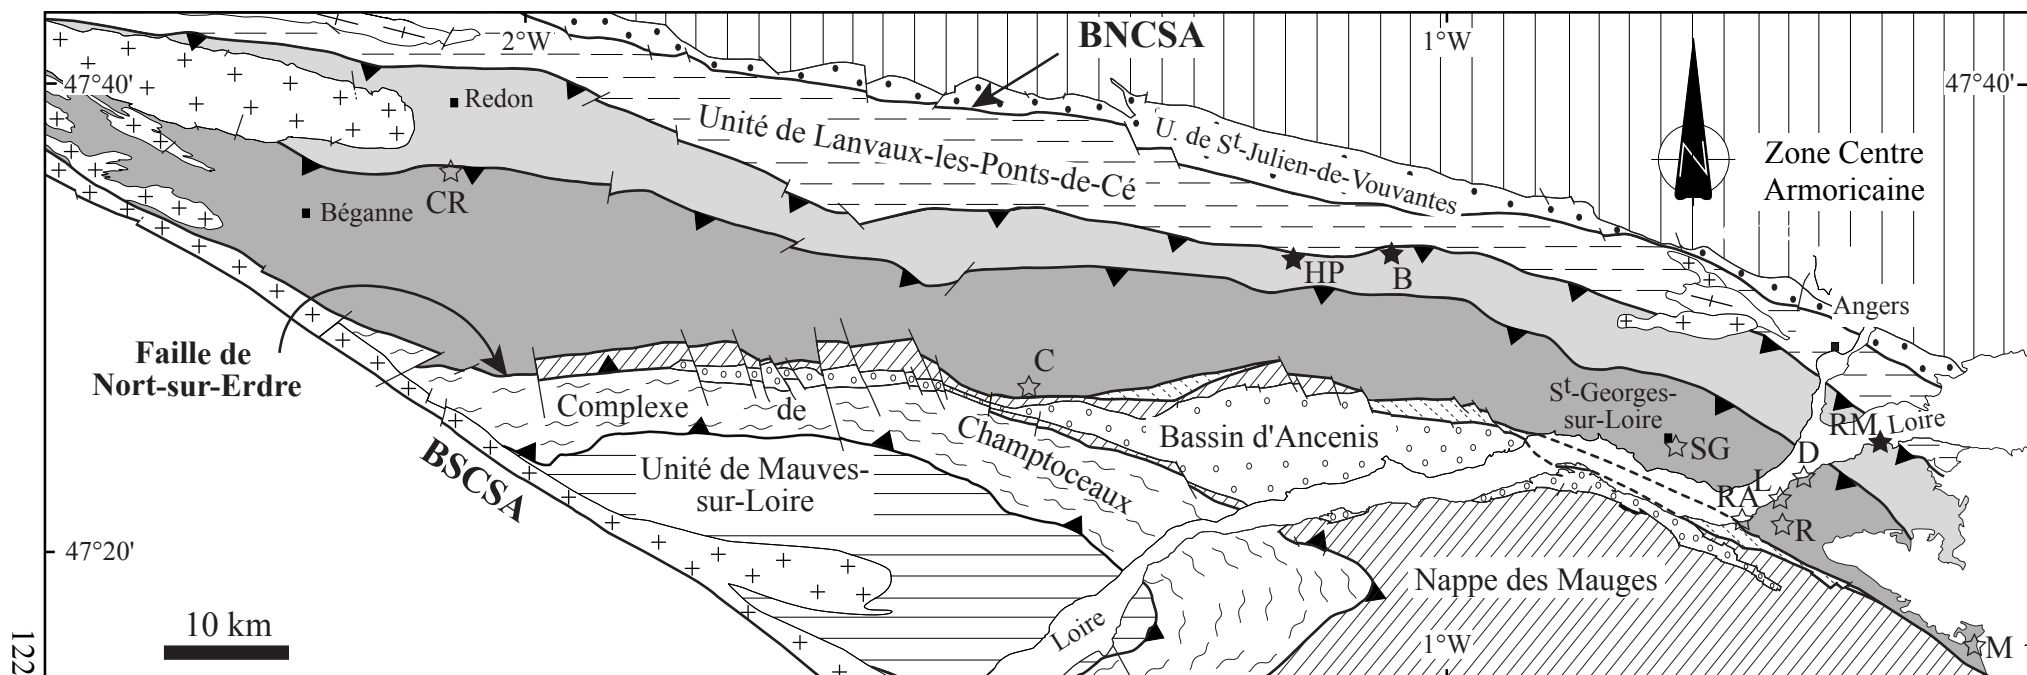 BNCSA
2°W
1°W
47°40'
47°40'
Redon
Unité de Lanvaux-les-Ponts-de-Cé
U. de St-Julien-de-Vouvantes
N
Zone Centre
Armoricaine
CR
Béganne
HP
B
Angers
Faille de
Nort-sur-Erdre
C
St-Georges-
sur-Loire
SG
RM
Loire
Complexe
de
Champtoceaux
Bassin d'Ancenis
D
L
RA
R
BSCSA
Unité de Mauves-
sur-Loire
47°20'
Nappe des Mauges
10 km
Loire
1°W
M
122